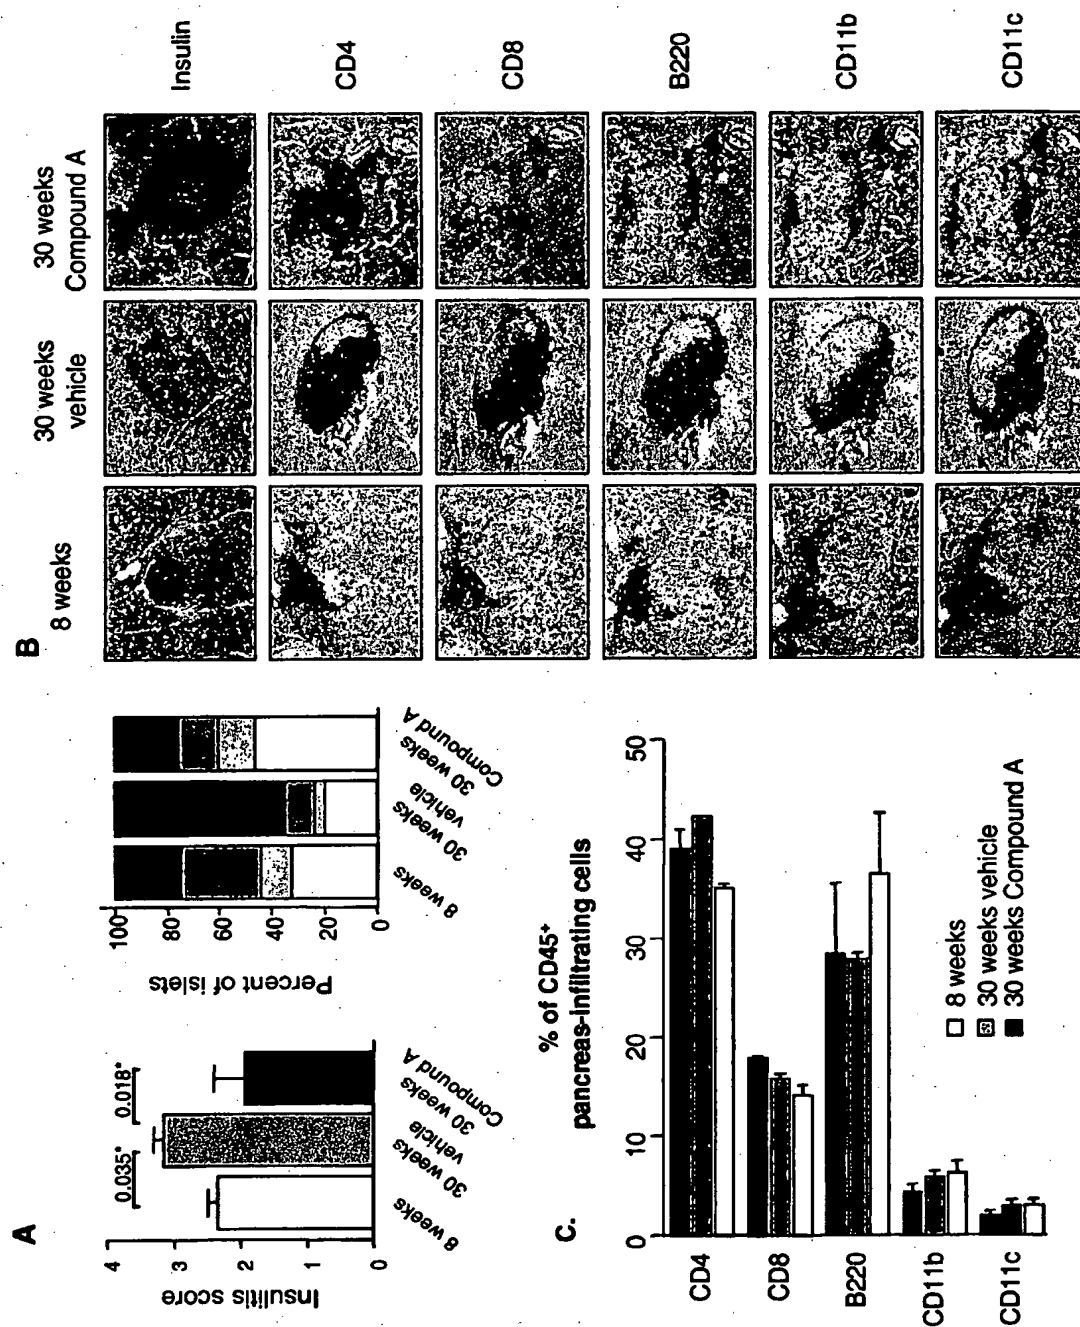 A
Insulitis score
4
3
2
1
0
0.035*
0.018*
8 weeks
30 weeks
vehicle
30 weeks
Compound A
Percent of islets
100
80
60
40
20
0
8 weeks
30 weeks
vehicle
30 weeks
Compound A
B
8 weeks
30 weeks
vehicle
30 weeks
Compound A
Insulin
CD4
CD8
B220
CD11b
CD11c
C.
% of CD45⁺
pancreas-infiltrating cells
0
10
20
30
40
50
CD4
CD8
B220
CD11b
CD11c
8 weeks
30 weeks vehicle
30 weeks Compound A